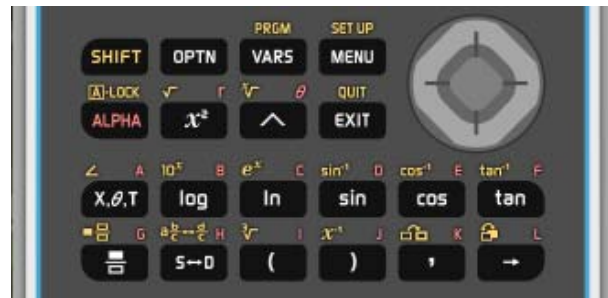 PRGM SET UP
SHIFT OPTN VARS MENU
A-LOCK √ r ˣ√ θ QUIT
ALPHA x² ^ EXIT
∠ A 10ˣ B eˣ C sin⁻¹ D cos⁻¹ E tan⁻¹ F
X,θ,T log ln sin cos tan
G a b/c↔d/c H ³√ I x⁻¹ J K L
S↔D ( ) , →